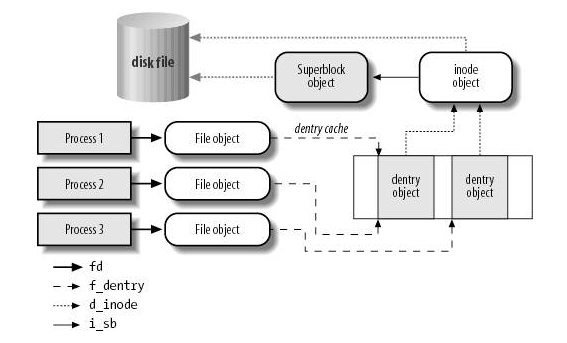 disk file
Superblock
object
inode
object
Process 1
File object
dentry cache
Process 2
File object
dentry
object
dentry
object
Process 3
File object
fd
f_dentry
d_inode
i_sb